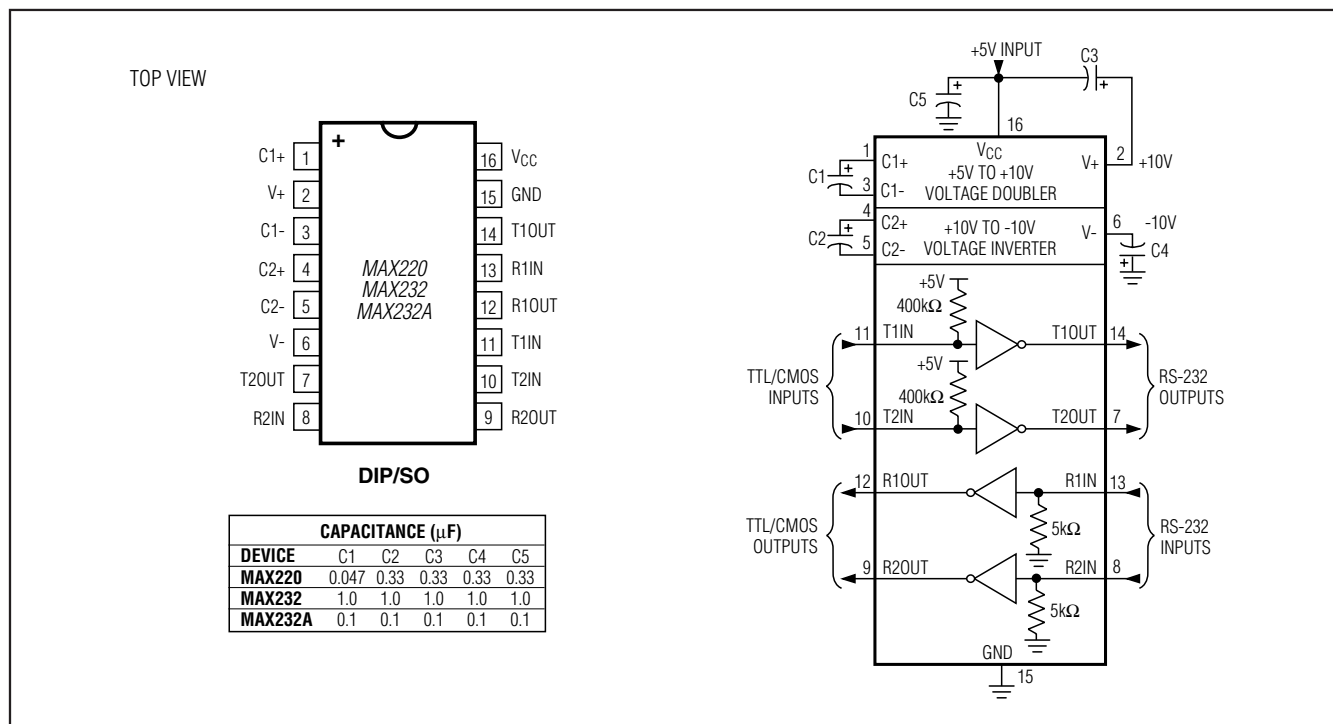 TOP VIEW
+
C1+ 1
V+ 2
C1- 3
C2+ 4
C2- 5
V- 6
T2OUT 7
R2IN 8
16 VCC
15 GND
14 T1OUT
13 R1IN
12 R1OUT
11 T1IN
10 T2IN
9 R2OUT
MAX220
MAX232
MAX232A
DIP/SO
CAPACITANCE (μF)
DEVICE C1 C2 C3 C4 C5
MAX220 0.047 0.33 0.33 0.33 0.33
MAX232 1.0 1.0 1.0 1.0 1.0
MAX232A 0.1 0.1 0.1 0.1 0.1
+5V INPUT
C3
+
C5 +
16
VCC
1 C1+
C1 +
3 C1-
+5V TO +10V
VOLTAGE DOUBLER
V+ 2 +10V
4 C2+
C2 +
5 C2-
+10V TO -10V
VOLTAGE INVERTER
V- 6 -10V
C4
+
+5V
400kΩ
11 T1IN
T1OUT 14
+5V
400kΩ
TTL/CMOS
INPUTS
RS-232
OUTPUTS
10 T2IN
T2OUT 7
12 R1OUT
R1IN 13
5kΩ
TTL/CMOS
OUTPUTS
RS-232
INPUTS
9 R2OUT
R2IN 8
5kΩ
GND
15